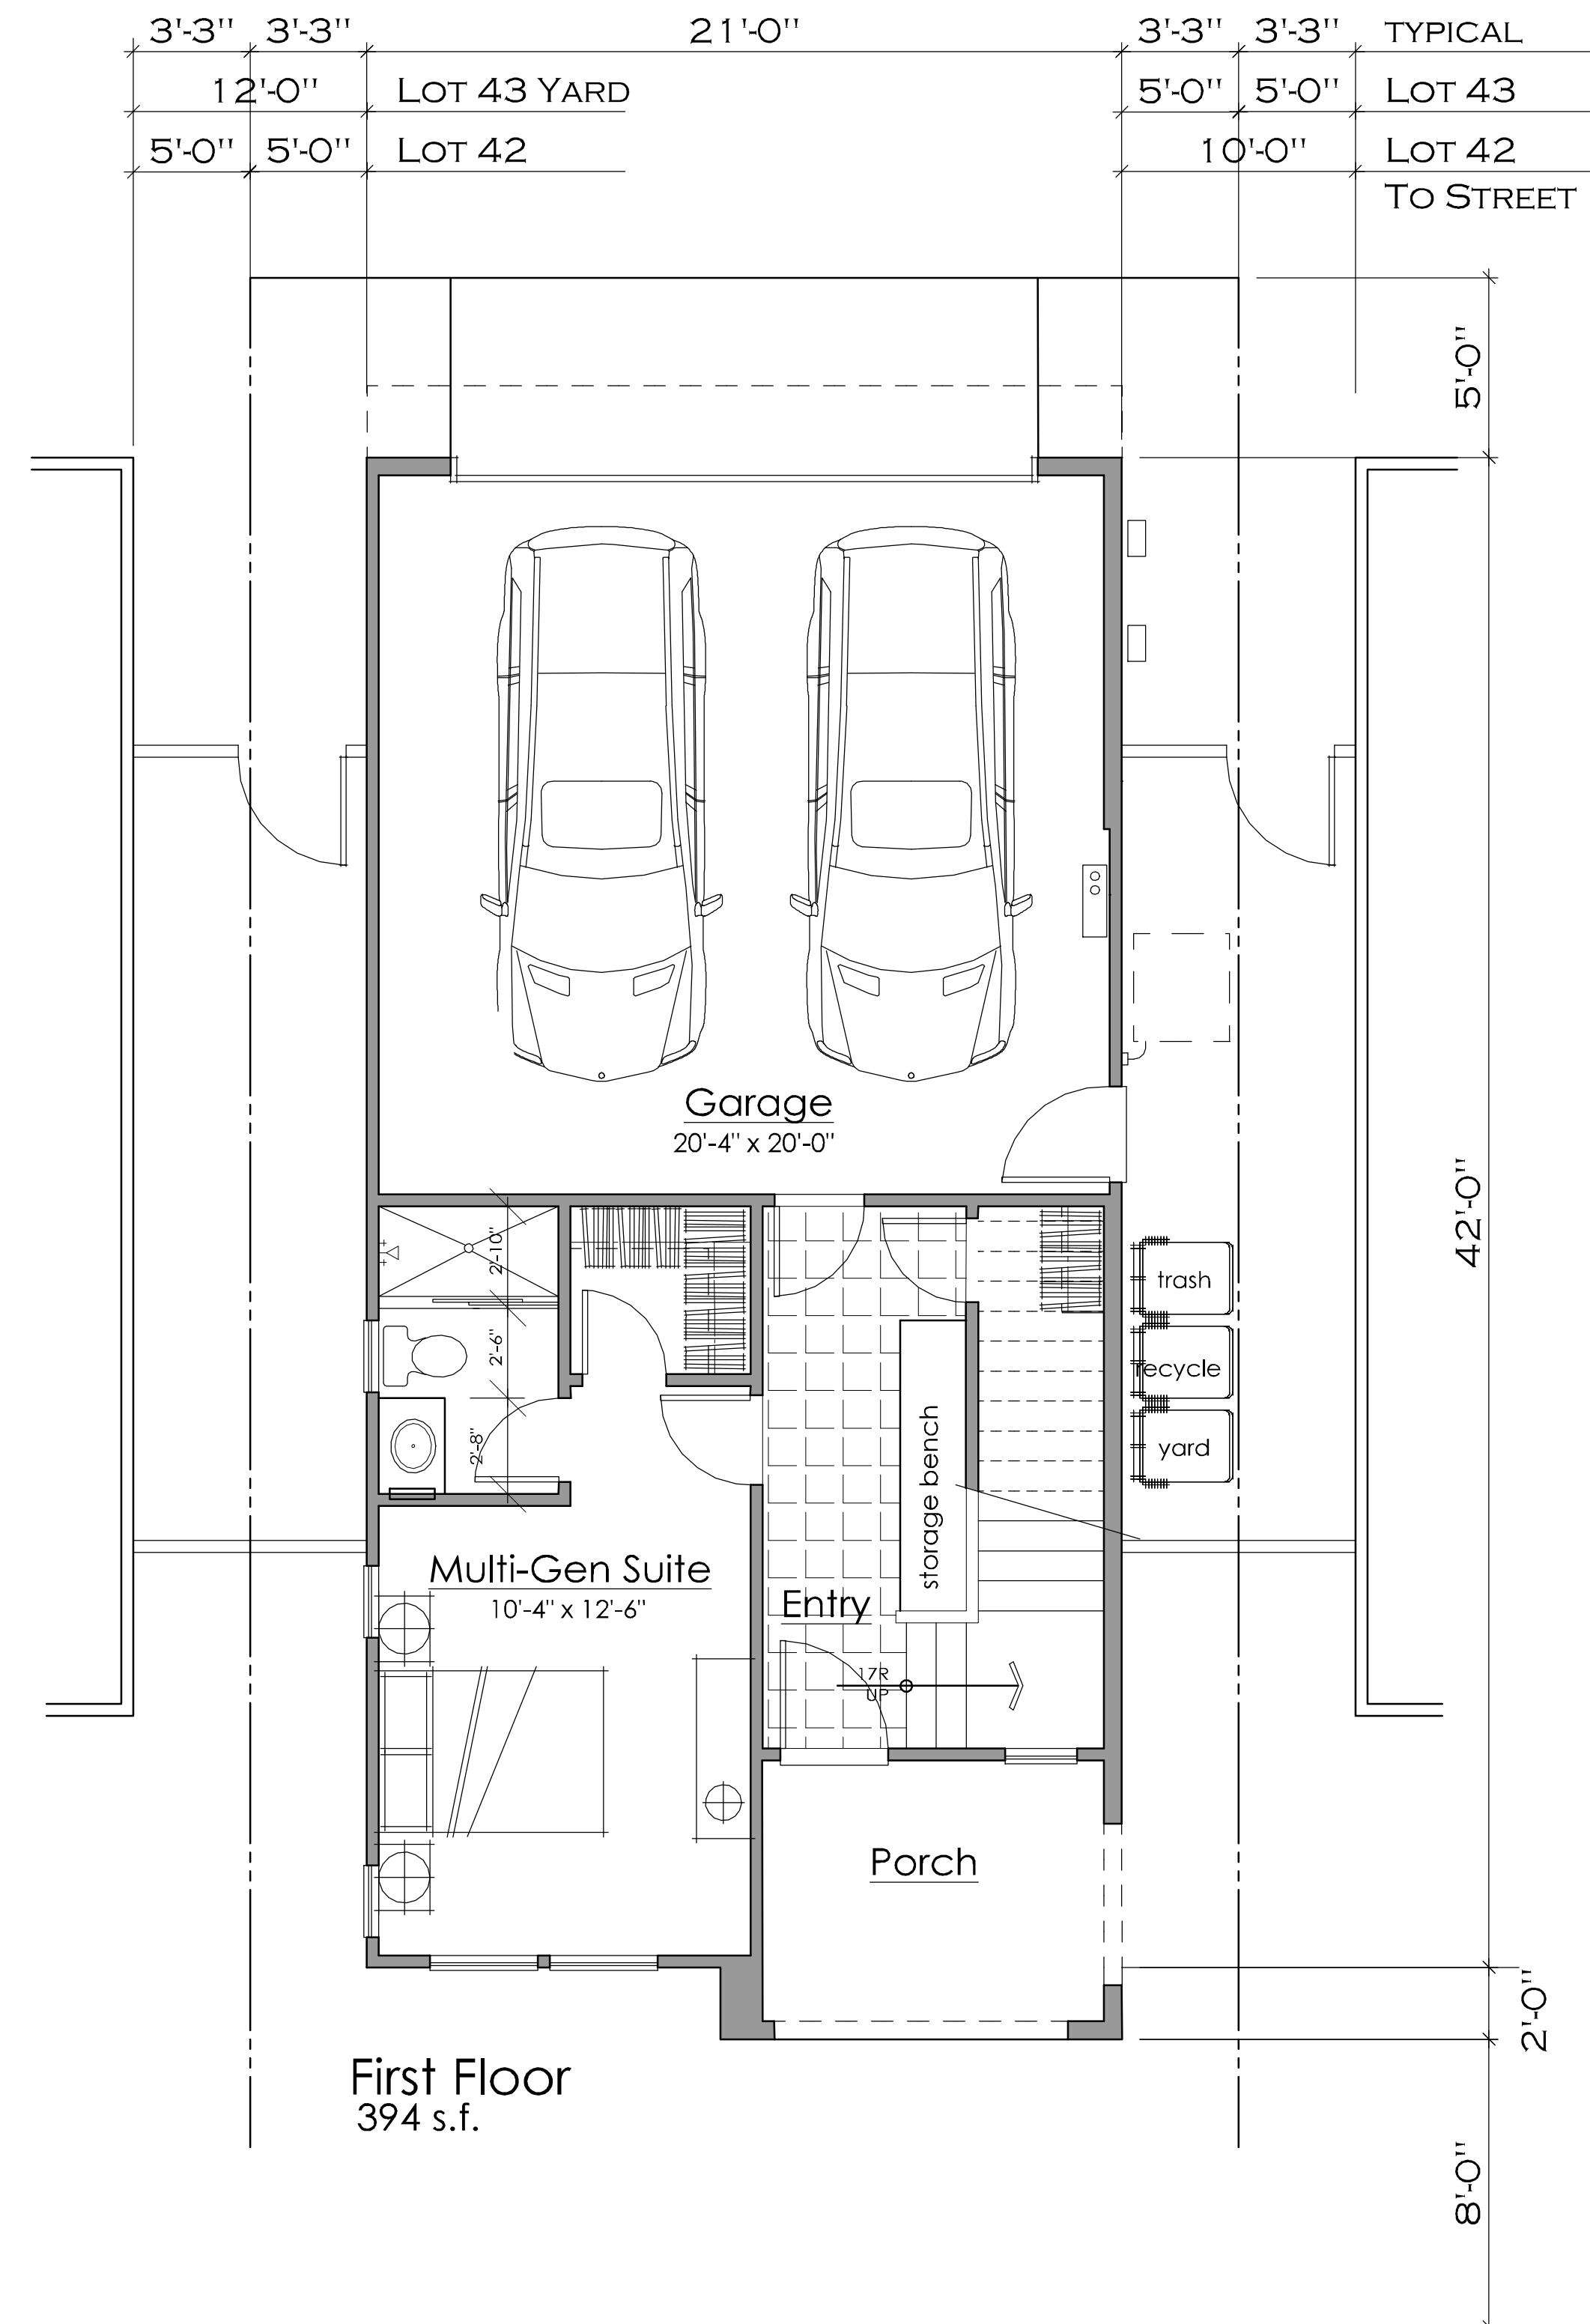 3'-3" 3'-3" 21'-0" 3'-3" 3'-3" TYPICAL
12'-0" LOT 43 YARD 5'-0" 5'-0" LOT 43
5'-0" 5'-0" LOT 42 10'-0" LOT 42
TO STREET
5'-0"
Garage
20'-4" x 20'-0"
42'-0"
2'-10"
trash
2'-6"
recycle
2'-8"
storage bench
yard
Multi-Gen Suite
10'-4" x 12'-6"
Entry
17R
UP
Porch
2'-0"
First Floor
394 s.f.
8'-0"